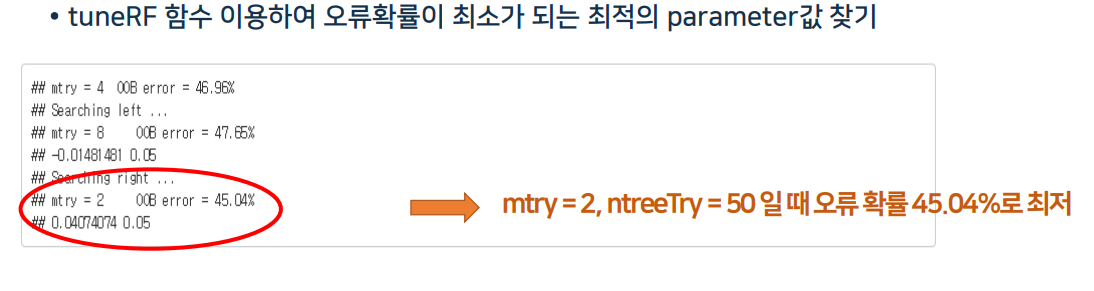 • tuneRF 함수 이용하여 오류확률이 최소가 되는 최적의 parameter값 찾기
## mtry = 4  OOB error = 46.96%
## Searching left ...
## mtry = 8    OOB error = 47.65%
## -0.01481481 0.05
## Searching right ...
## mtry = 2    OOB error = 45.04%
## 0.04074074 0.05
mtry = 2, ntreeTry = 50 일 때 오류 확률 45.04%로 최저